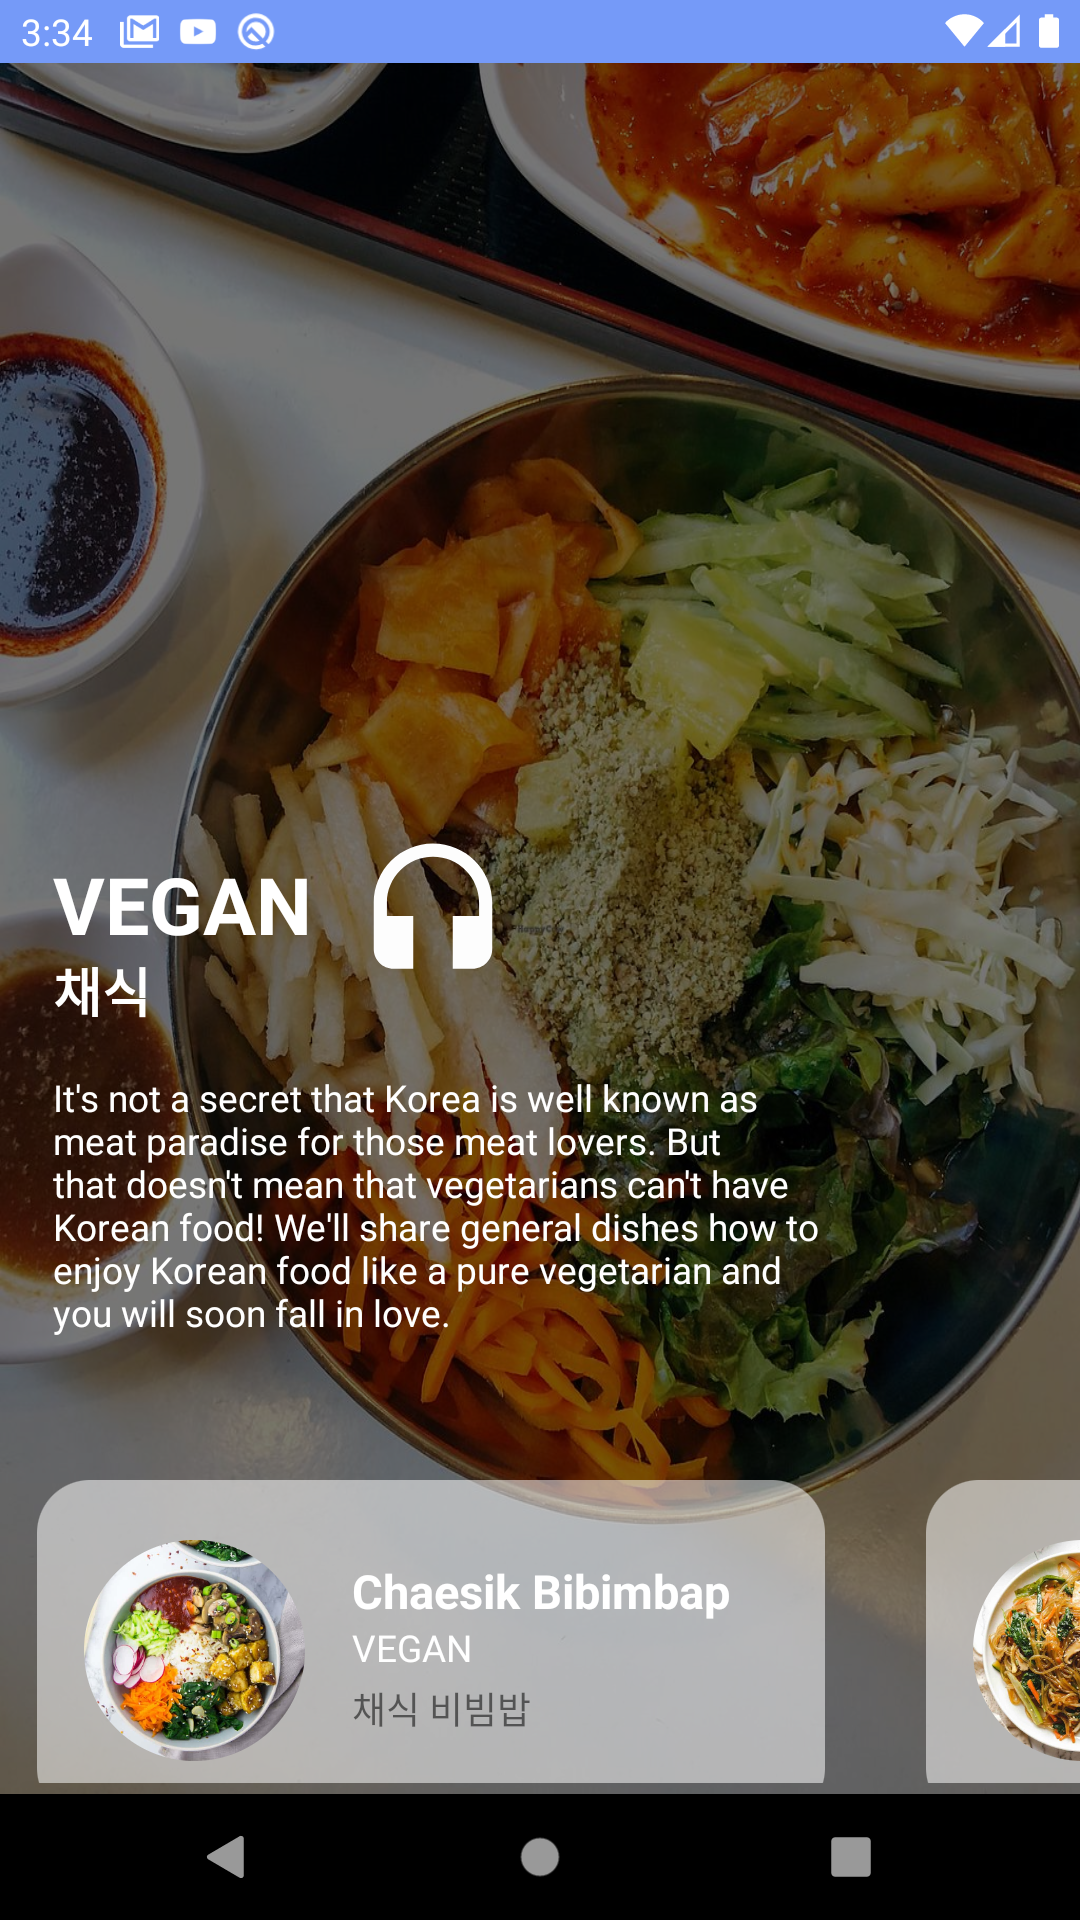 3:34
VEGAN
채식
It's not a secret that Korea is well known as
meat paradise for those meat lovers. But
that doesn't mean that vegetarians can't have
Korean food! We'll share general dishes how to
enjoy Korean food like a pure vegetarian and
you will soon fall in love.
Chaesik Bibimbap
VEGAN
채식 비빔밥